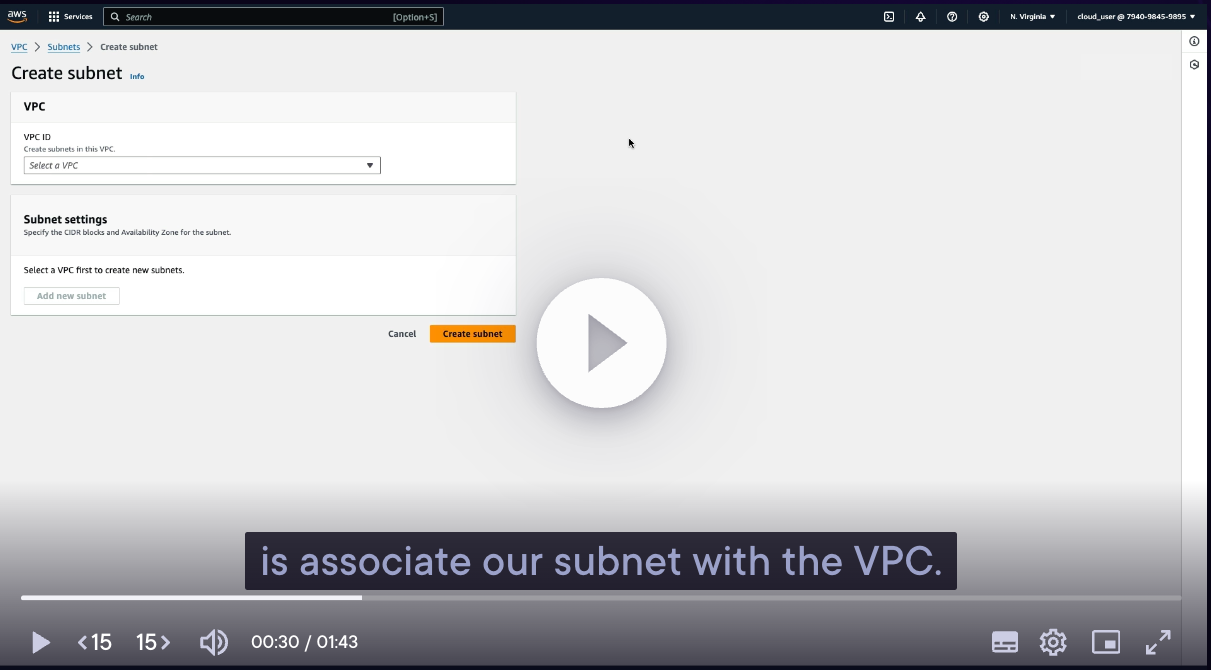 aws
Services
Search
[Option+S]
N. Virginia
cloud_user @ 7940-9845-9895
VPC
Subnets
Create subnet
Create subnet
Info
VPC
VPC ID
Create subnets in this VPC.
Select a VPC
Subnet settings
Specify the CIDR blocks and Availability Zone for the subnet.
Select a VPC first to create new subnets.
Add new subnet
Cancel
Create subnet
is associate our subnet with the VPC.
<15
15>
00:30 / 01:43